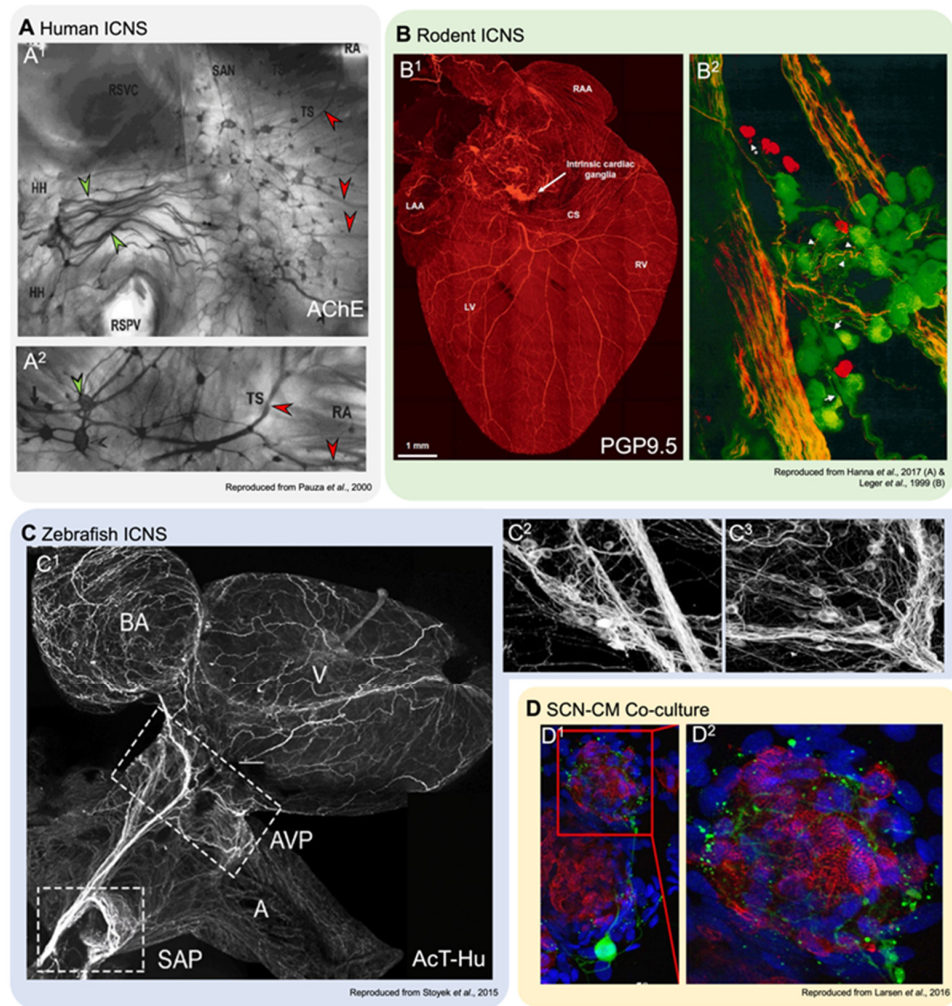 A Human ICNS
A1
RSVC
SAN
TS
RA
TS
HH
HH
RSPV
AChE
A2
TS
RA
Reproduced from Pauza et al., 2000
B Rodent ICNS
B1
RAA
Intrinsic cardiac
ganglia
LAA
CS
RV
LV
1 mm
PGP9.5
B2
Reproduced from Hanna et al., 2017 (A) &
Leger et al., 1999 (B)
C Zebrafish ICNS
C1
BA
V
AVP
A
SAP
AcT-Hu
Reproduced from Stoyek et al., 2015
C2
C3
D SCN-CM Co-culture
D1
D2
Reproduced from Larsen et al., 2016